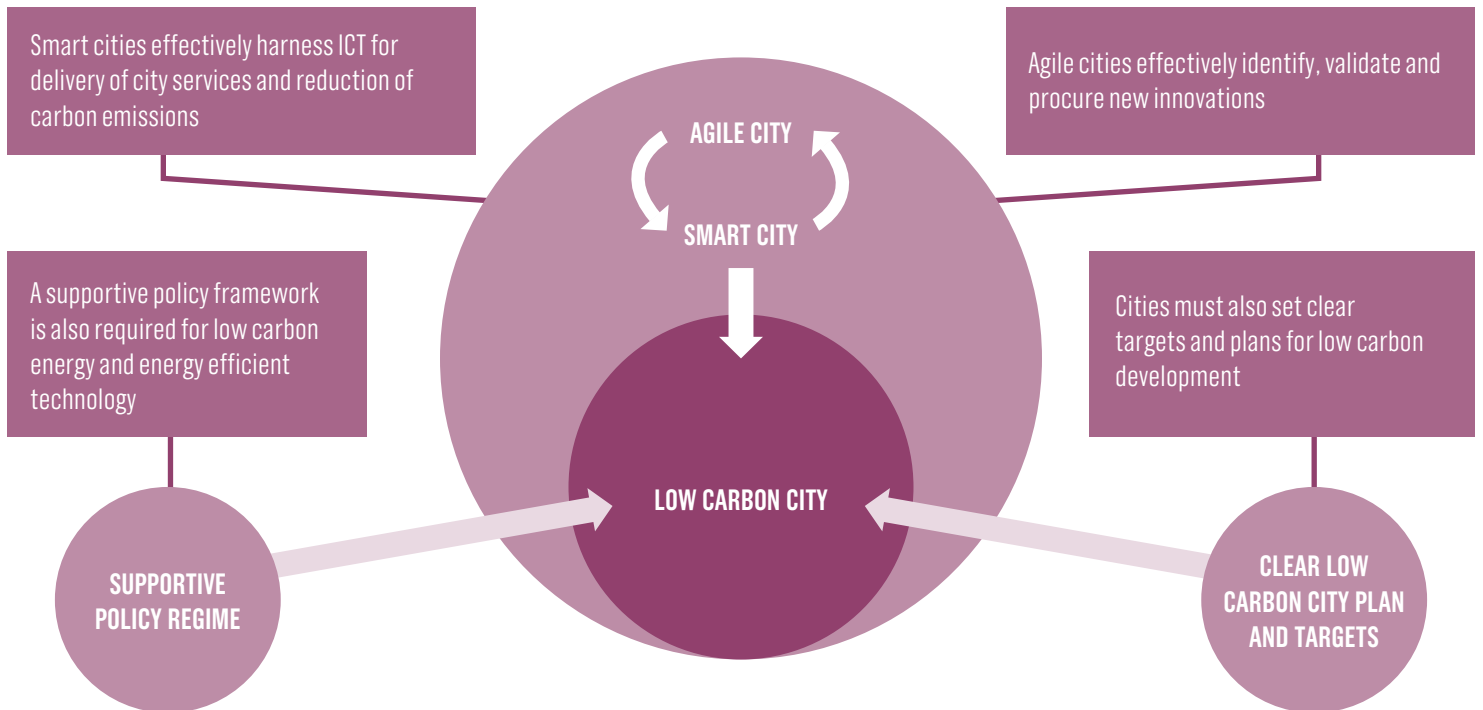 Smart cities effectively harness ICT for
delivery of city services and reduction of
carbon emissions
Agile cities effectively identify, validate and
procure new innovations
AGILE CITY
SMART CITY
A supportive policy framework
is also required for low carbon
energy and energy efficient
technology
Cities must also set clear
targets and plans for low carbon
development
LOW CARBON CITY
SUPPORTIVE
POLICY REGIME
CLEAR LOW
CARBON CITY PLAN
AND TARGETS